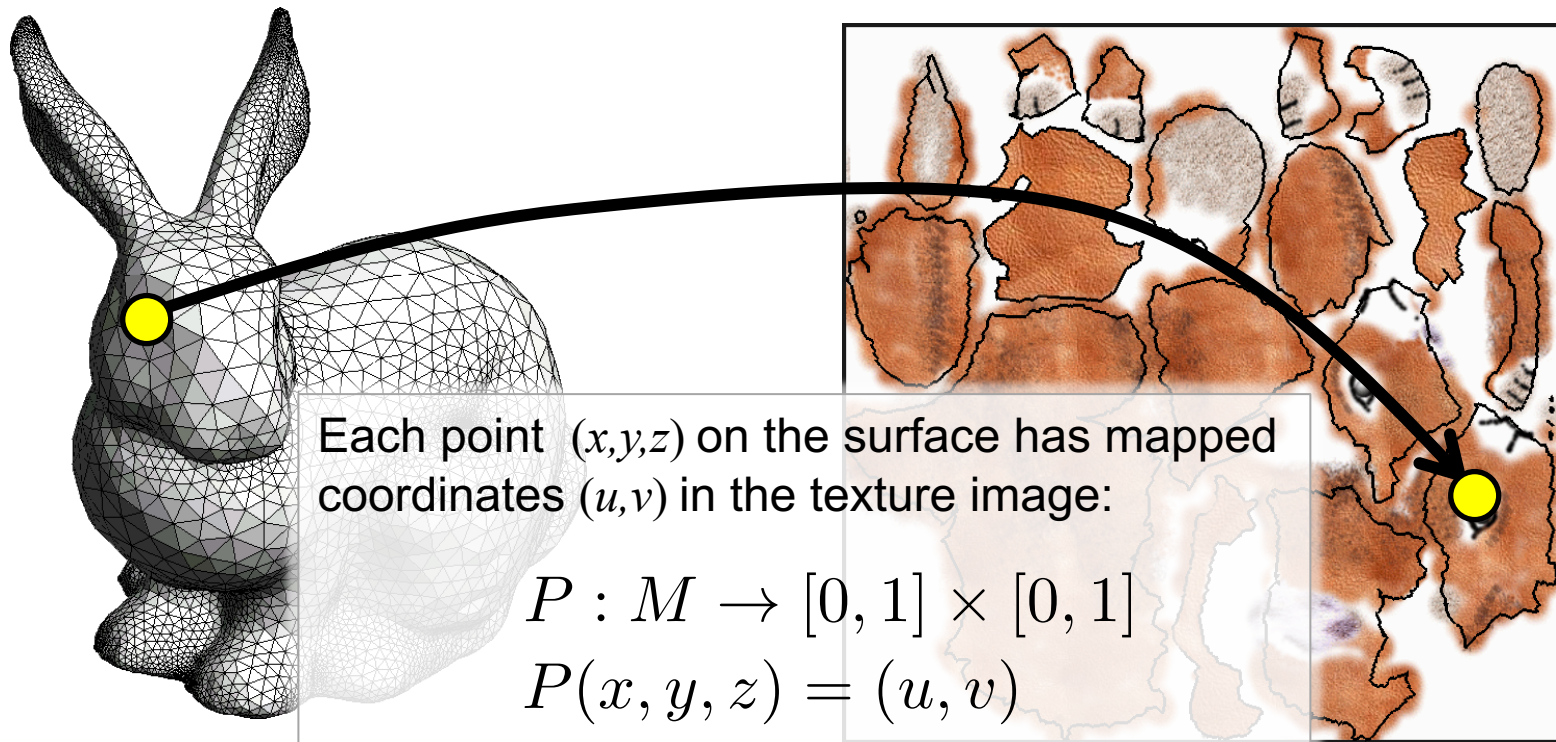 Each point (x,y,z) on the surface has mapped
coordinates (u,v) in the texture image:
P : M → [0, 1] × [0, 1]
P(x, y, z) = (u, v)